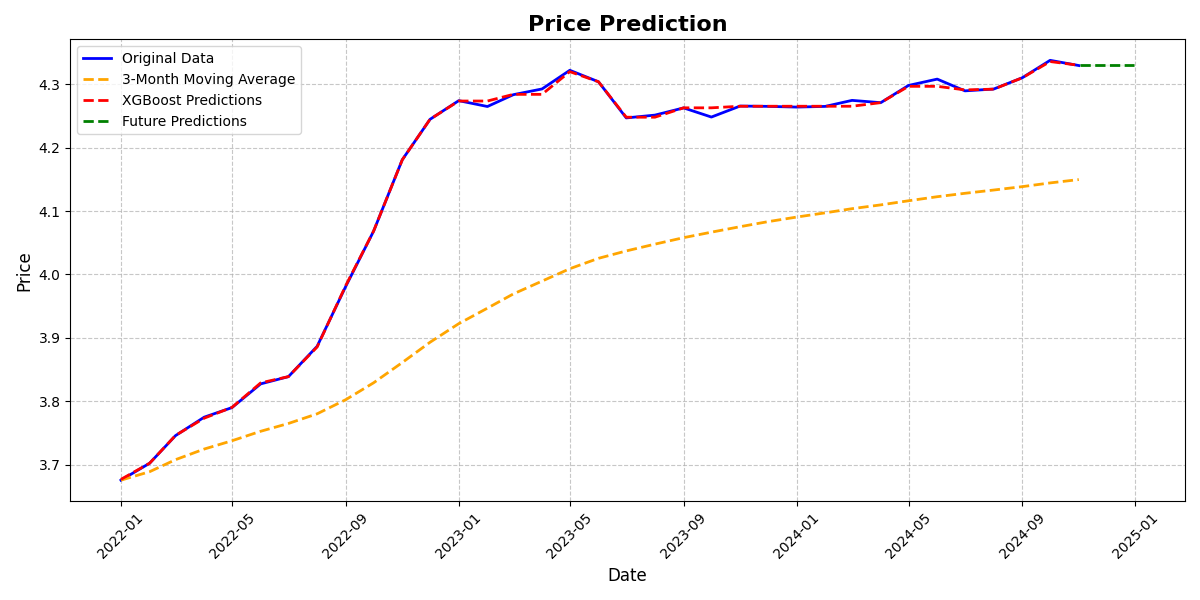 Price Prediction
Original Data
3-Month Moving Average
XGBoost Predictions
Future Predictions
Price
4.3
4.2
4.1
4.0
3.9
3.8
3.7
2022-01
2022-05
2022-09
2023-01
2023-05
2023-09
2024-01
2024-05
2024-09
2025-01
Date